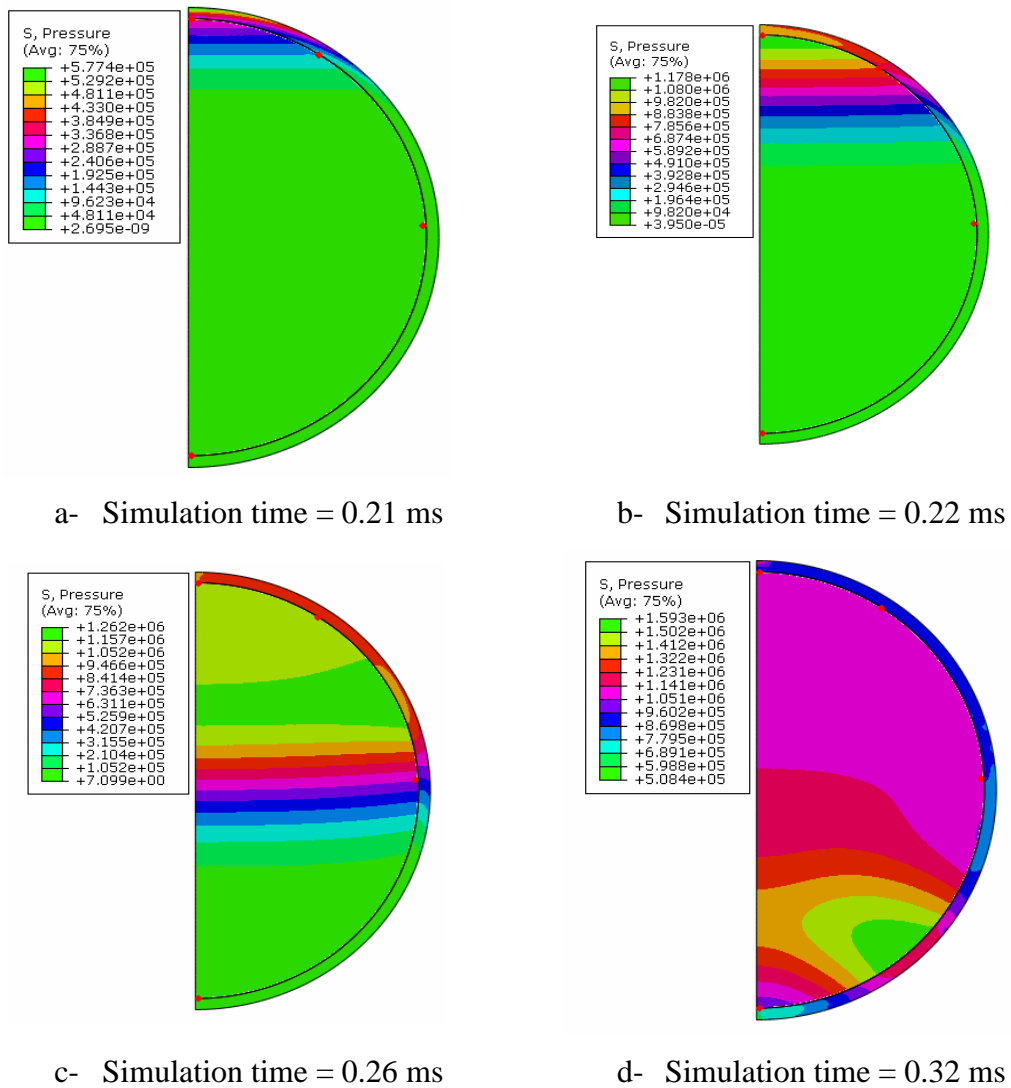 S, Pressure
(Avg: 75%)
+5.774e+05
+5.292e+05
+4.811e+05
+4.330e+05
+3.849e+05
+3.368e+05
+2.887e+05
+2.406e+05
+1.925e+05
+1.443e+05
+9.623e+04
+4.811e+04
+2.695e-09
a- Simulation time = 0.21 ms
S, Pressure
(Avg: 75%)
+1.178e+06
+1.080e+06
+9.820e+05
+8.838e+05
+7.856e+05
+6.874e+05
+5.892e+05
+4.910e+05
+3.928e+05
+2.946e+05
+1.964e+05
+9.820e+04
+3.950e-05
b- Simulation time = 0.22 ms
S, Pressure
(Avg: 75%)
+1.262e+06
+1.157e+06
+1.052e+06
+9.466e+05
+8.414e+05
+7.363e+05
+6.311e+05
+5.259e+05
+4.207e+05
+3.155e+05
+2.104e+05
+1.052e+05
+7.099e+00
c- Simulation time = 0.26 ms
S, Pressure
(Avg: 75%)
+1.593e+06
+1.502e+06
+1.412e+06
+1.322e+06
+1.231e+06
+1.141e+06
+1.051e+06
+9.602e+05
+8.698e+05
+7.795e+05
+6.891e+05
+5.988e+05
+5.084e+05
d- Simulation time = 0.32 ms